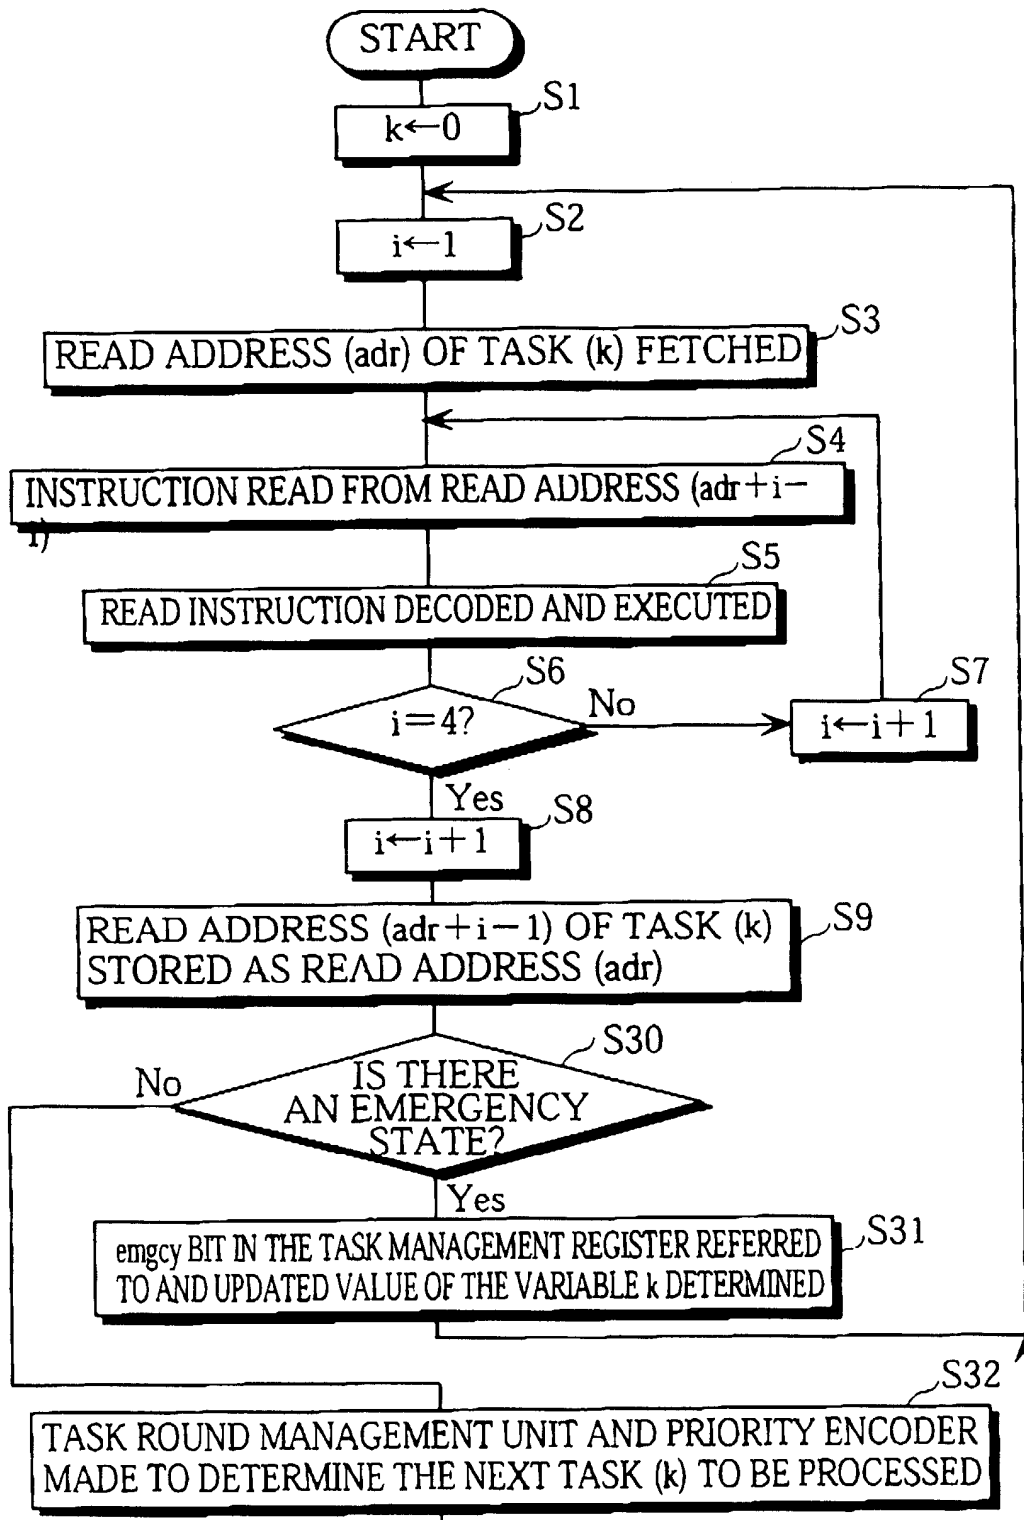 START
S1
k←0
S2
i←1
S3
READ ADDRESS (adr) OF TASK (k) FETCHED
S4
INSTRUCTION READ FROM READ ADDRESS (adr+i−
1)
S5
READ INSTRUCTION DECODED AND EXECUTED
S6
i=4?
No
S7
i←i+1
Yes
S8
i←i+1
S9
READ ADDRESS (adr+i−1) OF TASK (k)
STORED AS READ ADDRESS (adr)
S30
No
IS THERE
AN EMERGENCY
STATE?
Yes
S31
emgcy BIT IN THE TASK MANAGEMENT REGISTER REFERRED
TO AND UPDATED VALUE OF THE VARIABLE k DETERMINED
S32
TASK ROUND MANAGEMENT UNIT AND PRIORITY ENCODER
MADE TO DETERMINE THE NEXT TASK (k) TO BE PROCESSED